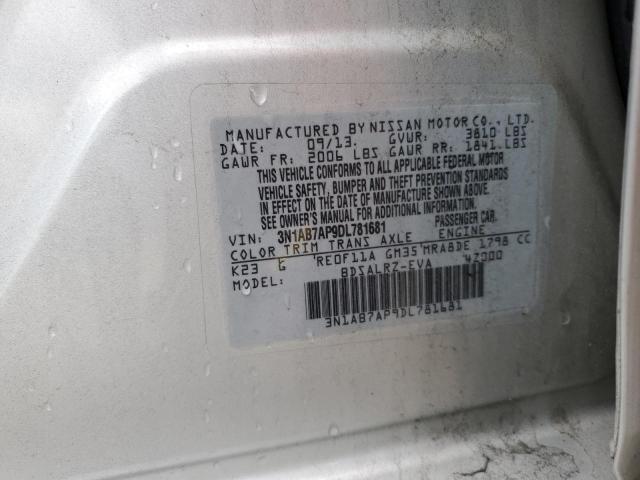 MANUFACTURED BY NISSAN MOTOR CO., LTD.
DATE: 09/13. GVWR: 3810 LBS
GAWR FR: 2006 LBS GAWR RR: 1841 LBS
THIS VEHICLE CONFORMS TO ALL APPLICABLE FEDERAL MOTOR
VEHICLE SAFETY, BUMPER AND THEFT PREVENTION STANDARDS
IN EFFECT ON THE DATE OF MANUFACTURE SHOWN ABOVE.
SEE OWNER'S MANUAL FOR ADDITIONAL INFORMATION.
VIN: 3N1AB7AP9DL781681 PASSENGER CAR
COLOR TRIM TRANS AXLE ENGINE
K23 G RE0F11A GM35 MRA8DE 1798 CC
MODEL: BDSALRZ-EVA 42000
3N1AB7AP9DL781681